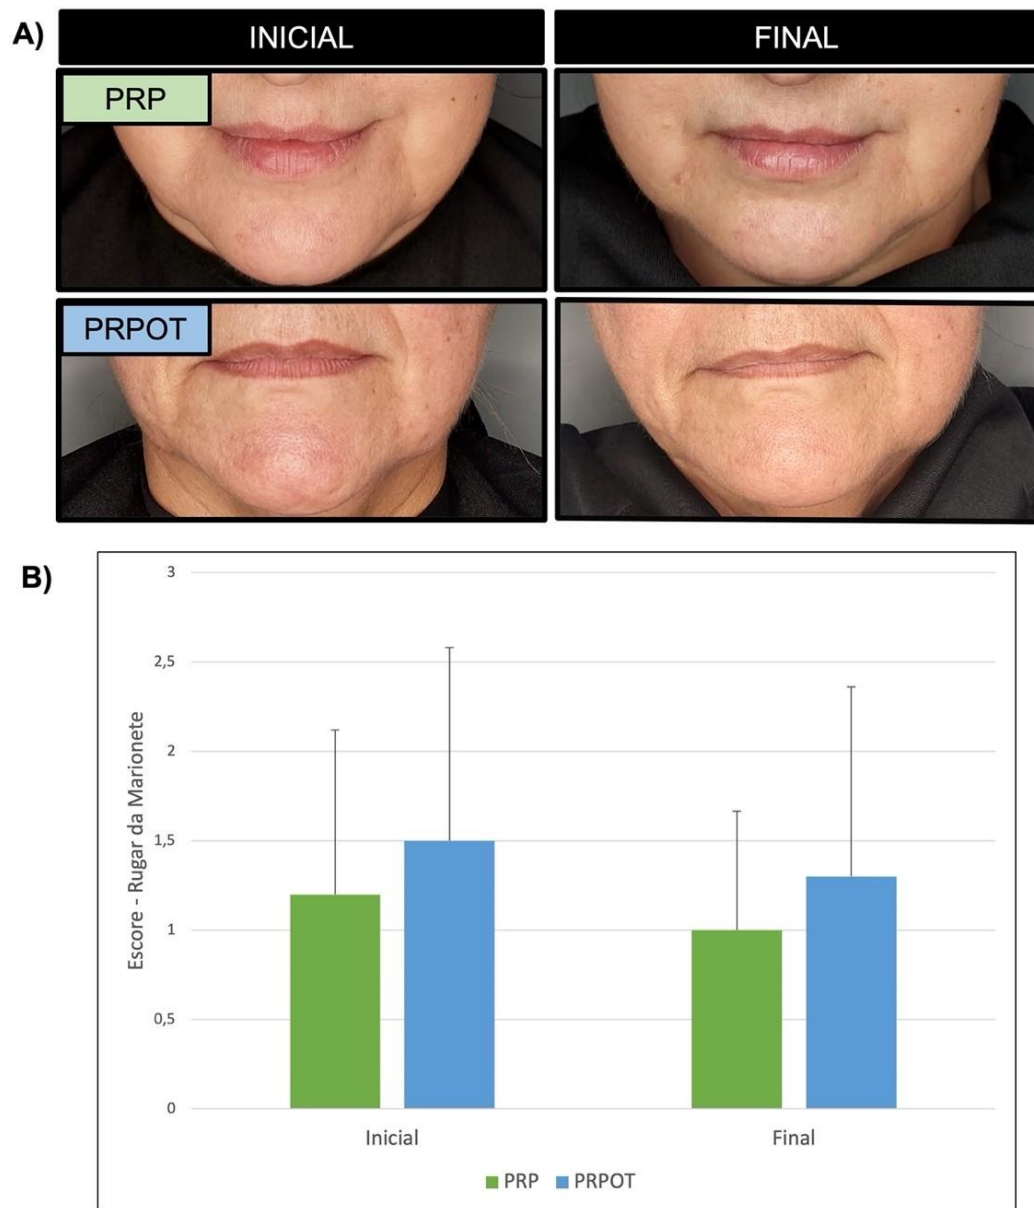 A)
INICIAL
FINAL
PRP
PRPOT
B)
3
2,5
2
1,5
1
0,5
0
Escore - Rugar da Marionete
Inicial
Final
PRP
PRPOT